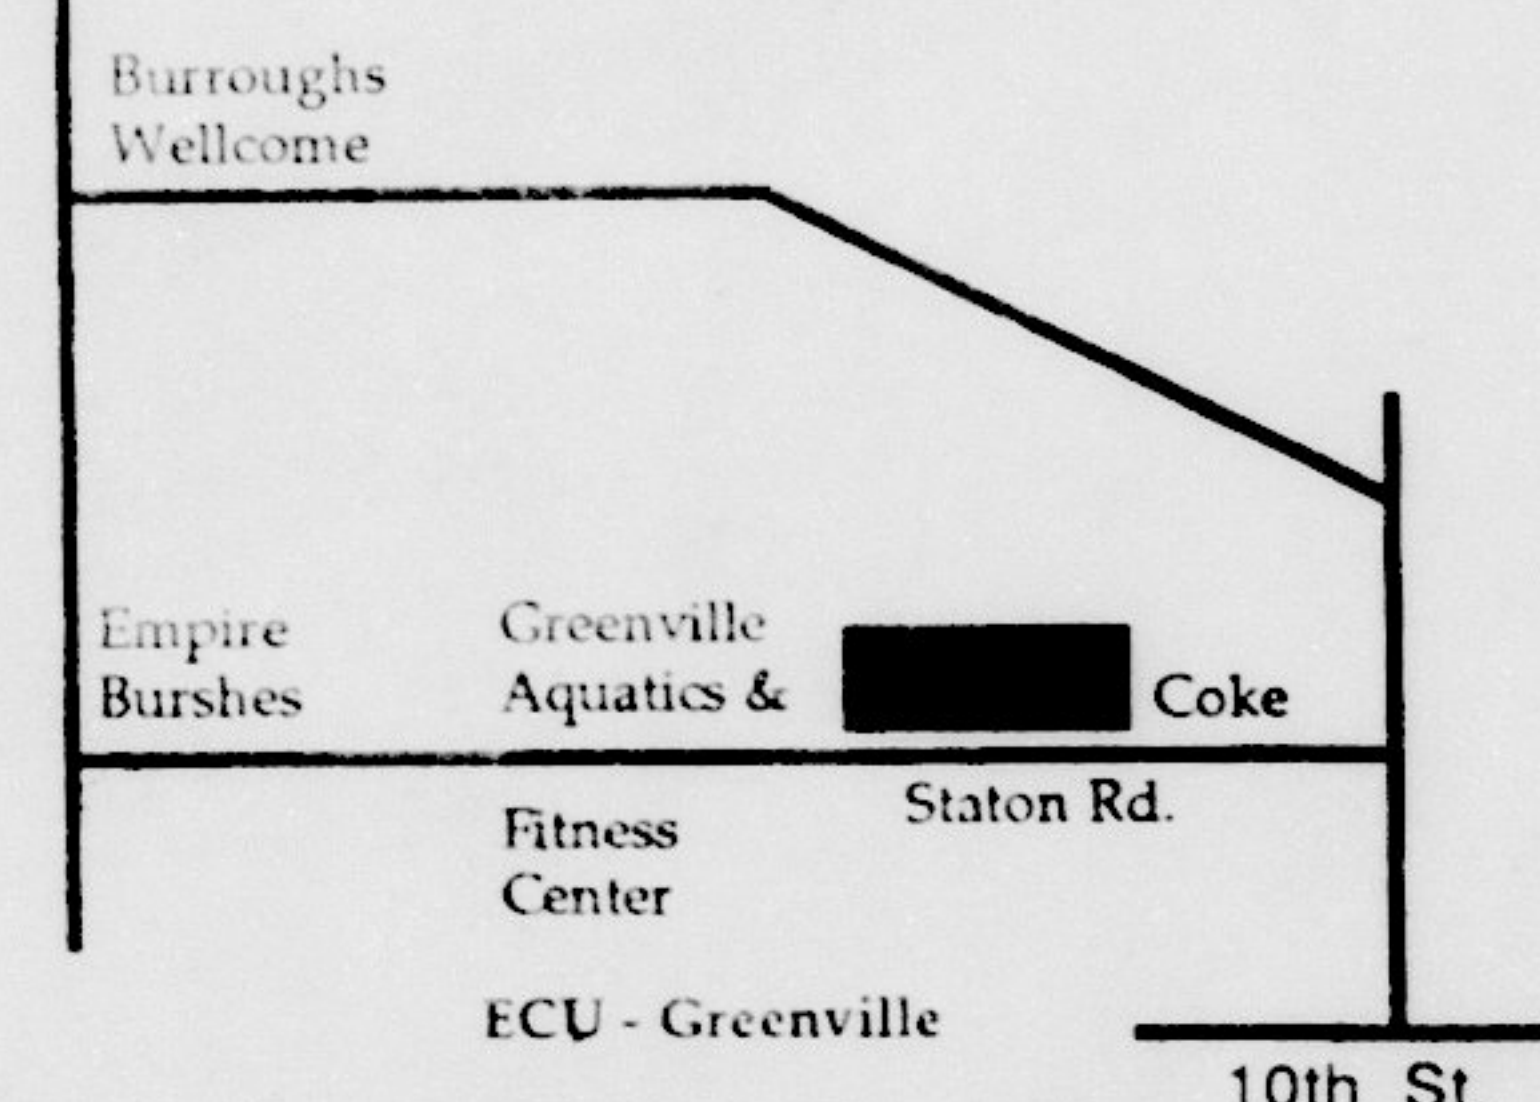 Burroughs
Wellcome
Empire
Burshes
Greenville
Aquatics &
Coke
Staton Rd.
Fitness
Center
ECU - Greenville
10th St